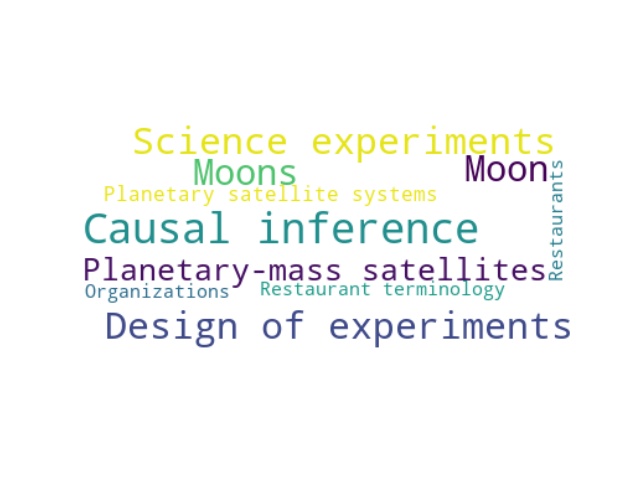 Science experiments
Moons
Moon
Planetary satellite systems
Restaurants
Causal inference
Planetary-mass satellites
Organizations
Restaurant terminology
Design of experiments